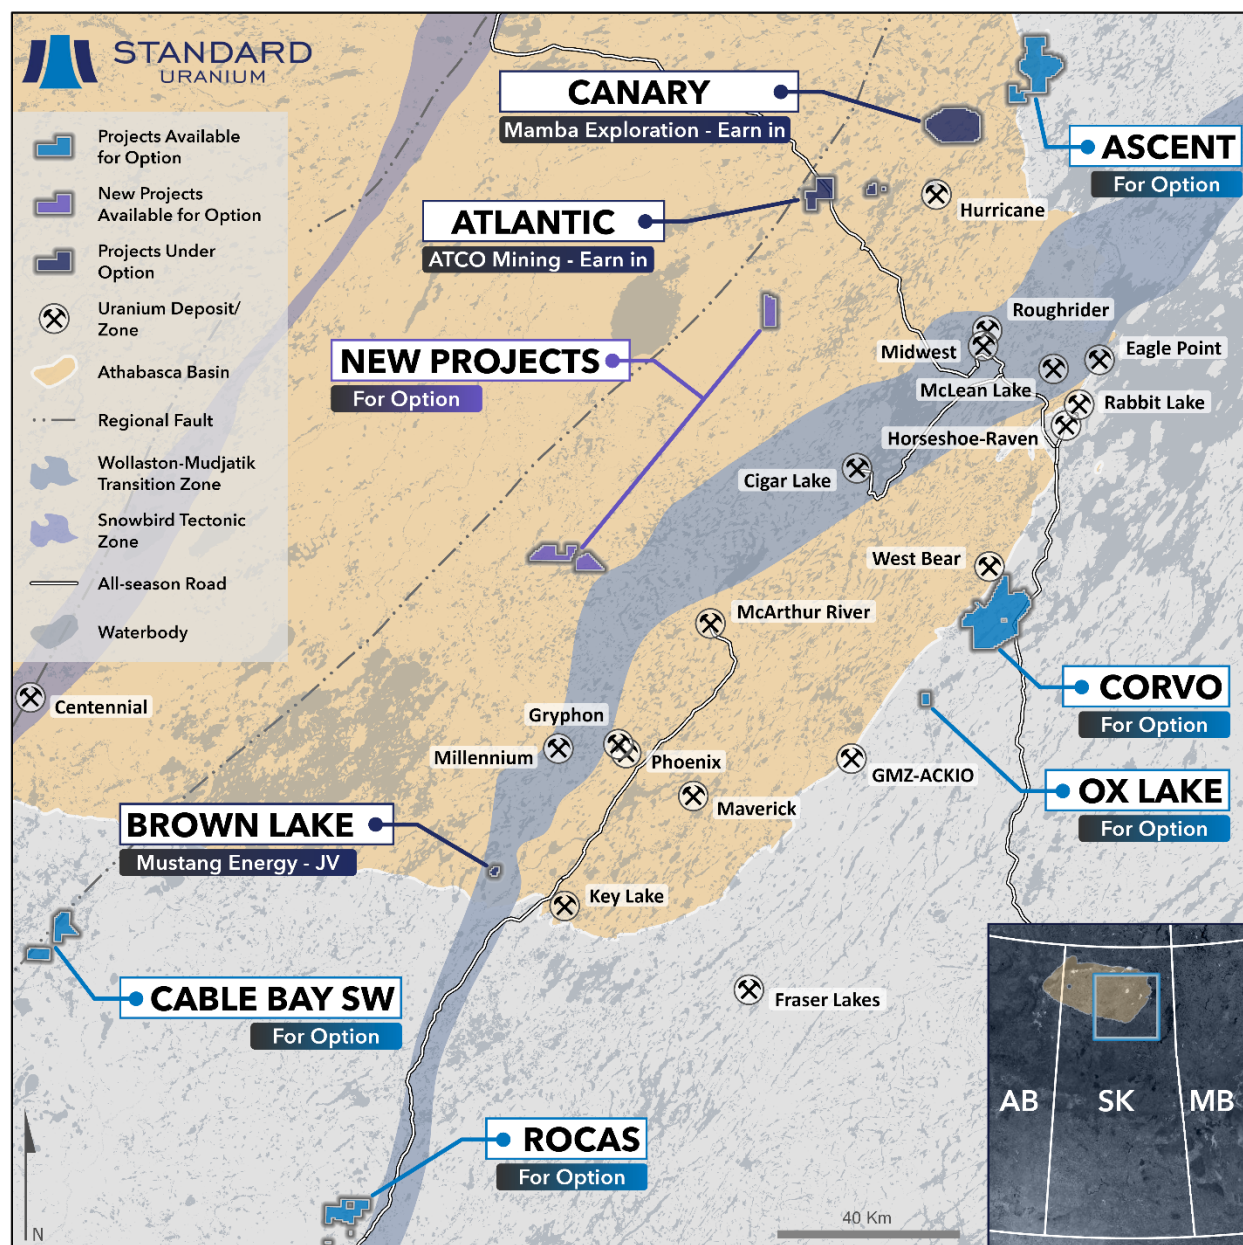 STANDARD
URANIUM
Projects Available
for Option
New Projects
Available for Option
Projects Under
Option
Uranium Deposit/
Zone
Athabasca Basin
Regional Fault
Wollaston-Mudjatik
Transition Zone
Snowbird Tectonic
Zone
All-season Road
Waterbody
CANARY
Mamba Exploration - Earn in
ASCENT
For Option
Hurricane
ATLANTIC
ATCO Mining - Earn in
Roughrider
Midwest
Eagle Point
NEW PROJECTS
For Option
McLean Lake
Rabbit Lake
Horseshoe-Raven
Cigar Lake
West Bear
McArthur River
CORVO
For Option
Centennial
Gryphon
Millennium
Phoenix
GMZ-ACKIO
OX LAKE
For Option
Maverick
BROWN LAKE
Mustang Energy - JV
Key Lake
CABLE BAY SW
For Option
Fraser Lakes
ROCAS
For Option
AB
SK
MB
40 Km
N